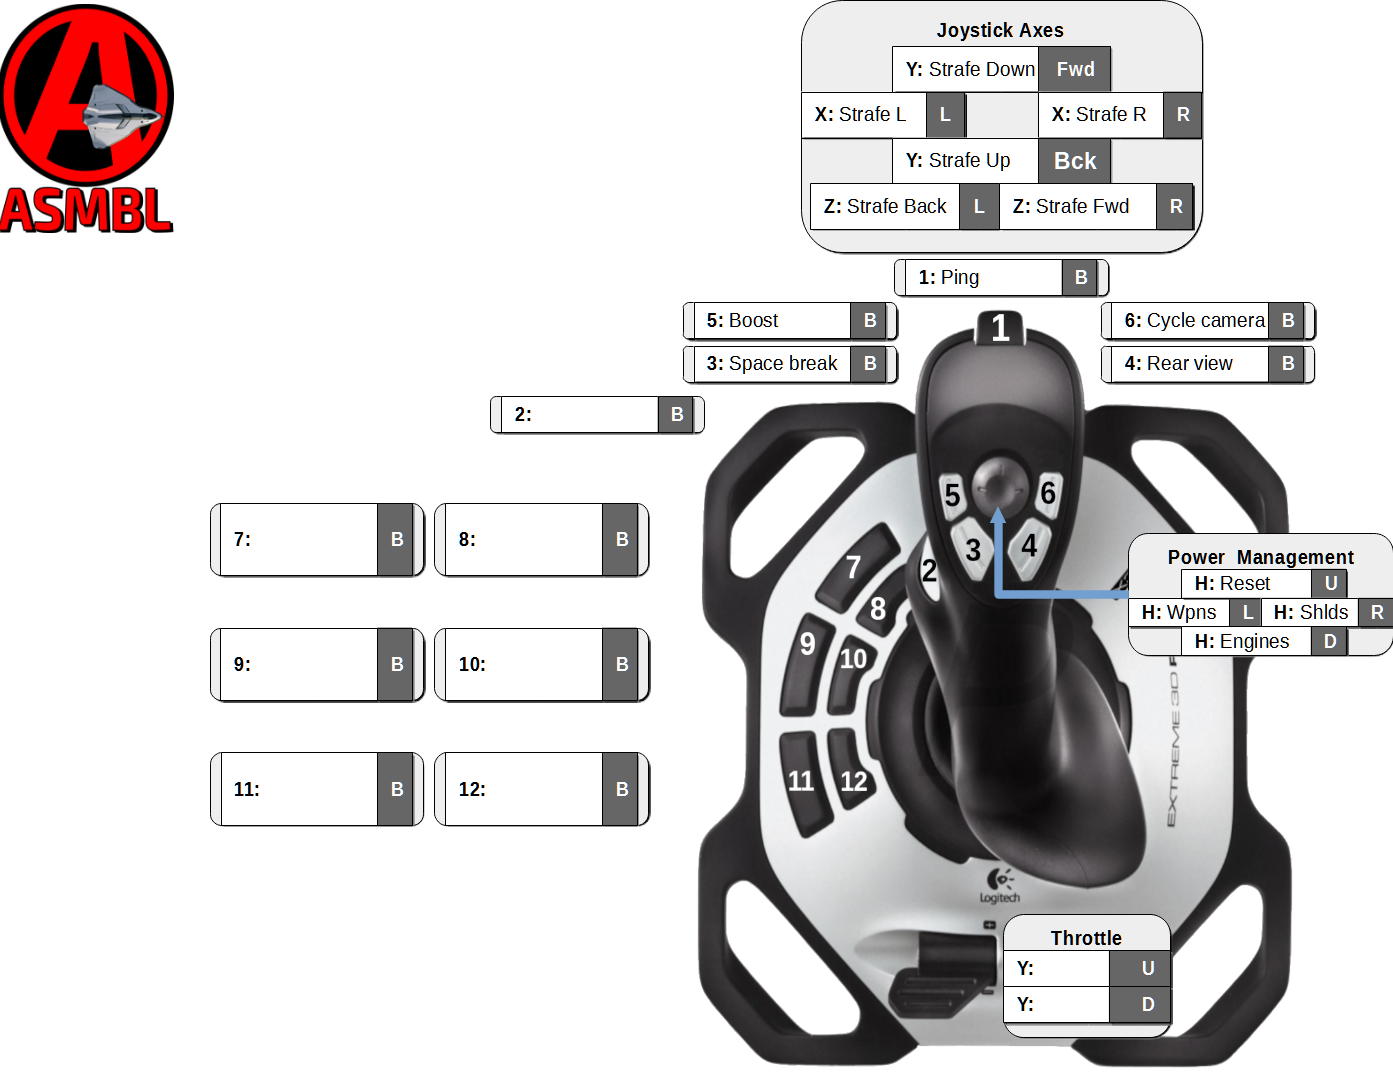 A
ASMBL
Joystick Axes
Y: Strafe Down Fwd
X: Strafe L L X: Strafe R R
Y: Strafe Up Bck
Z: Strafe Back L Z: Strafe Fwd R
1: Ping B
5: Boost B
6: Cycle camera B
3: Space break B
4: Rear view B
2: B
1
5 6
3 4
7: B
8: B
9: B
10: B
11: B
12: B
7
2
8
9
10
11
12
Power Management
H: Reset U
H: Wpns L H: Shlds R
H: Engines D
EXTREME 3D P
Logitech
Throttle
Y: U
Y: D